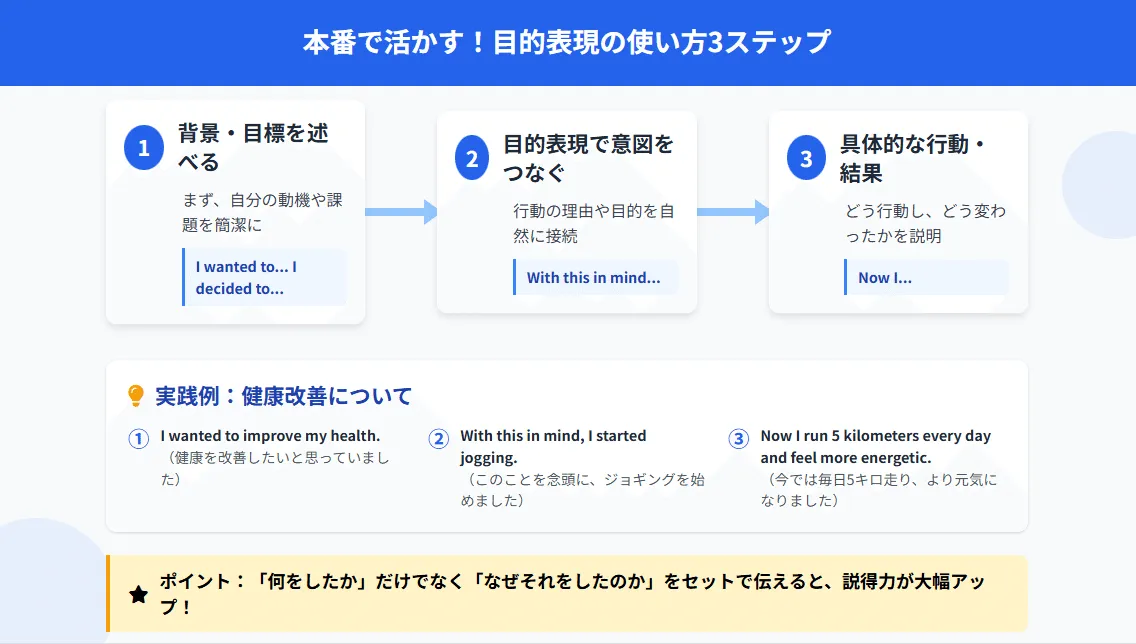 本番で活かす！目的表現の使い方3ステップ
1
背景・目標を述
べる
まず、自分の動機や課
題を簡潔に
I wanted to... I
decided to...
2
目的表現で意図を
つなぐ
行動の理由や目的を自
然に接続
With this in mind...
3
具体的な行動・
結果
どう行動し、どう変わ
ったかを説明
Now I...
実践例：健康改善について
1
I wanted to improve my health.
（健康を改善したいと思っていまし
た）
2
With this in mind, I started
jogging.
（このことを念頭に、ジョギングを始
めました）
3
Now I run 5 kilometers every day
and feel more energetic.
（今では毎日5キロ走り、より元気に
なりました）
ポイント：「何をしたか」だけでなく「なぜそれをしたのか」をセットで伝えると、説得力が大幅アッ
プ！